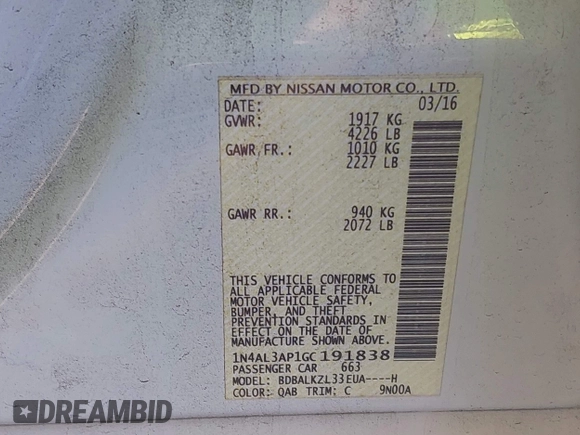 MFD BY NISSAN MOTOR CO., LTD.
DATE: 03/16
GVWR: 1917 KG
4226 LB
GAWR FR.: 1010 KG
2227 LB
GAWR RR.: 940 KG
2072 LB
THIS VEHICLE CONFORMS TO
ALL APPLICABLE FEDERAL
MOTOR VEHICLE SAFETY,
BUMPER, AND THEFT
PREVENTION STANDARDS IN
EFFECT ON THE DATE OF
MANUFACTURE SHOWN ABOVE.
1N4AL3AP1GC191838
PASSENGER CAR 663
MODEL: BDBALKZL33EUA----H
COLOR: QAB TRIM: C 9N00A
DREAMBID.com